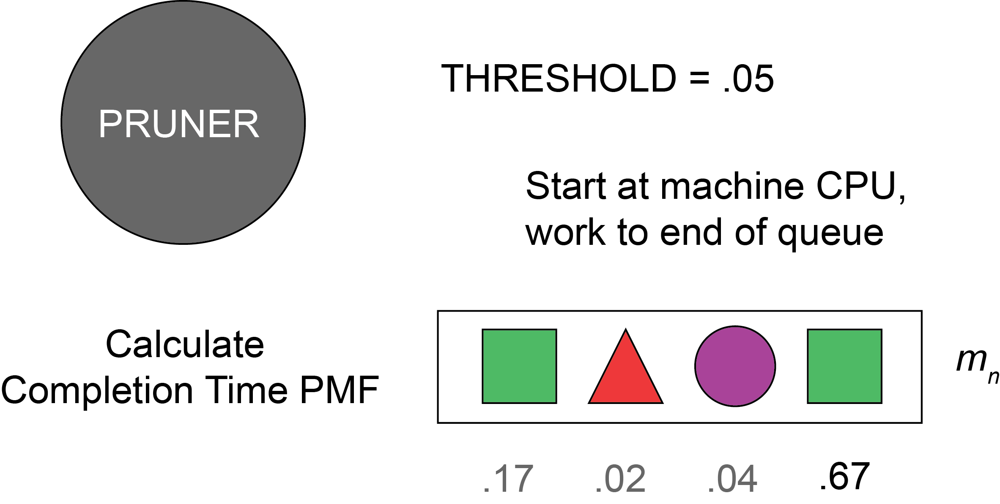 PRUNER
THRESHOLD = .05
Start at machine CPU,
work to end of queue
Calculate
Completion Time PMF
mn
.17 .02 .04 .67